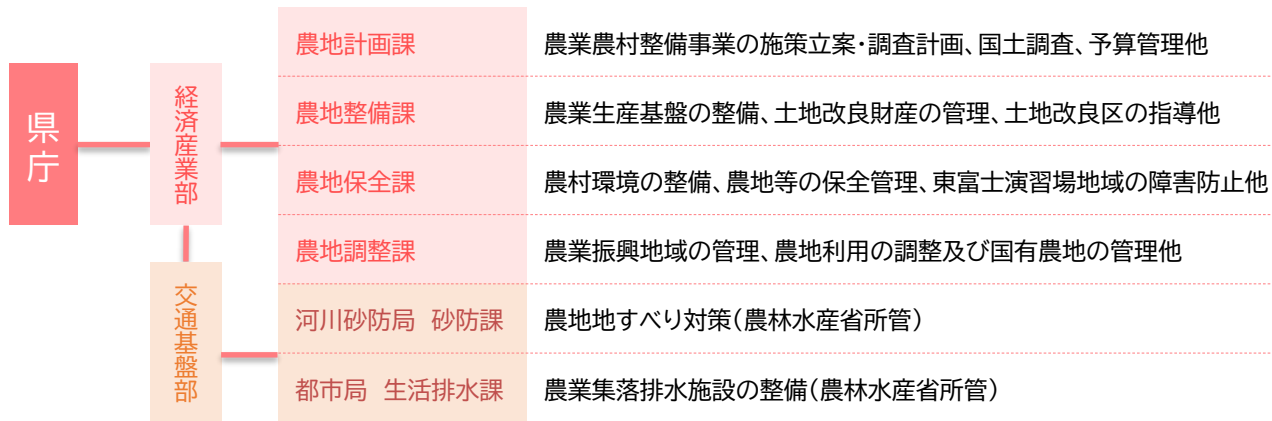 県庁
経済産業部
農地計画課 農業農村整備事業の施策立案・調査計画、国土調査、予算管理他
農地整備課 農業生産基盤の整備、土地改良財産の管理、土地改良区の指導他
農地保全課 農村環境の整備、農地等の保全管理、東富士演習場地域の障害防止他
農地調整課 農業振興地域の管理、農地利用の調整及び国有農地の管理他
交通基盤部
河川砂防局 砂防課 農地地すべり対策(農林水産省所管)
都市局 生活排水課 農業集落排水施設の整備(農林水産省所管)